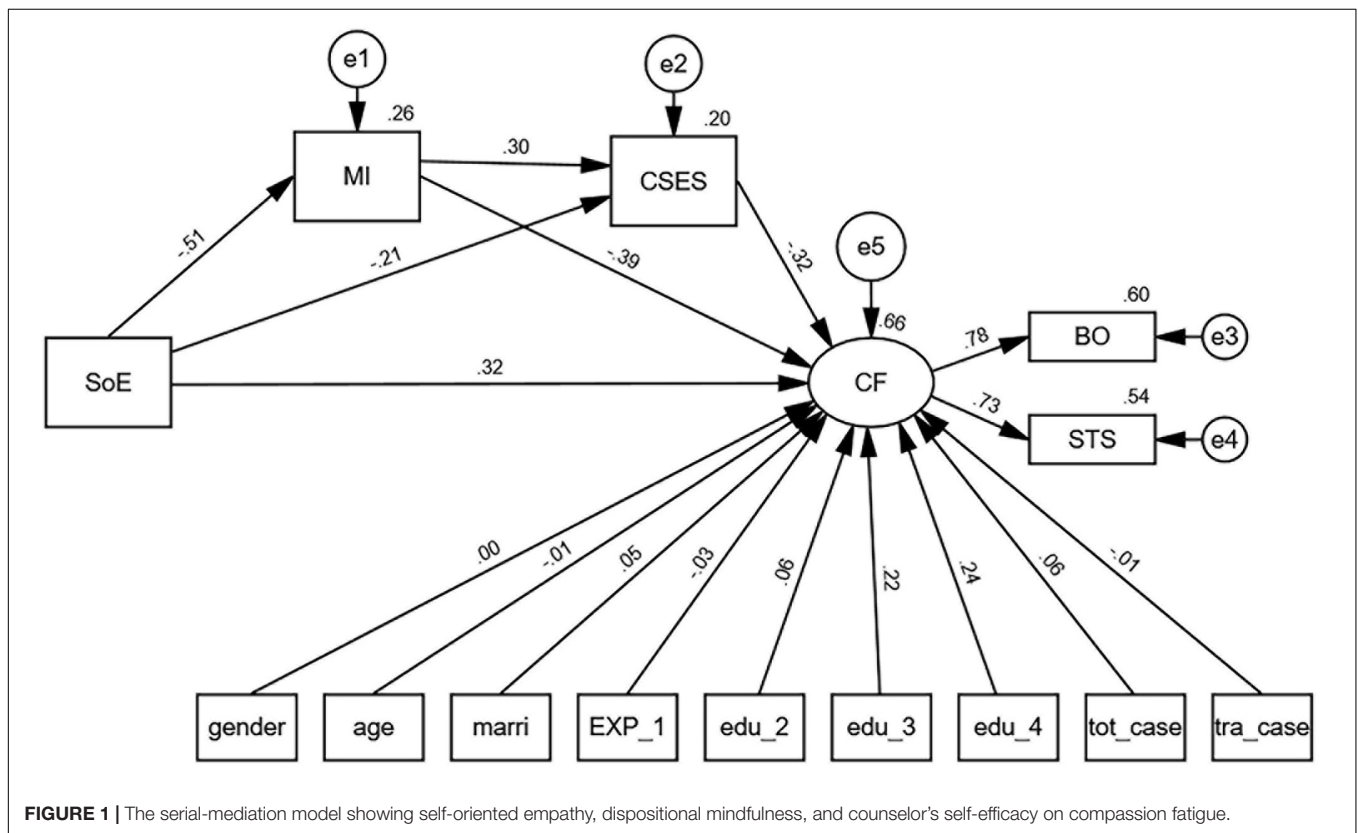 e1
e2
.26
.20
MI
.30
CSES
-.51
-.21
-.39
-.32
e5
.66
.60
SoE
.32
CF
.78
BO
e3
.73
.54
STS
e4
.00
-.01
.05
-.03
.06
.22
.24
.06
-.01
gender
age
marri
EXP_1
edu_2
edu_3
edu_4
tot_case
tra_case
FIGURE 1 | The serial-mediation model showing self-oriented empathy, dispositional mindfulness, and counselor's self-efficacy on compassion fatigue.